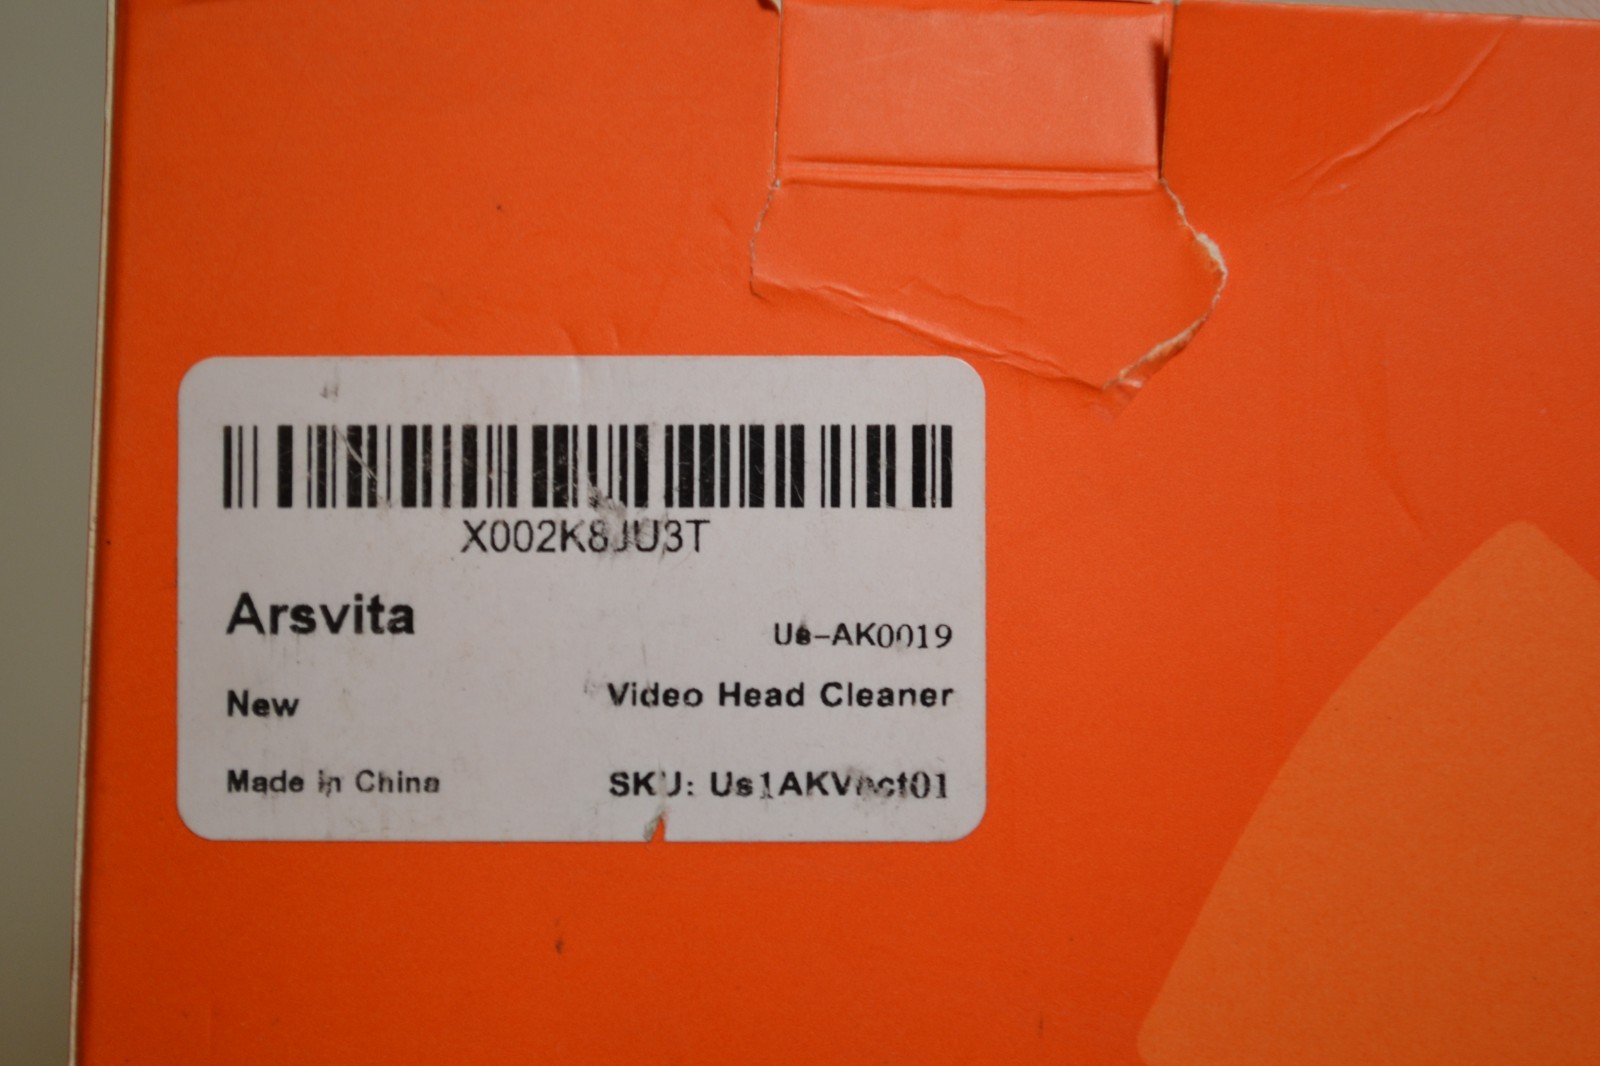 X002K8JU3T
Arsvita
Us-AK0019
New
Video Head Cleaner
Made in China
SKU: